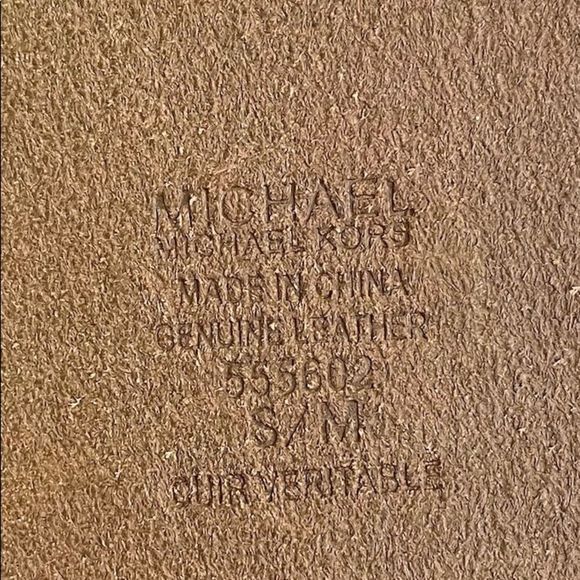 MICHAEL
MICHAEL KORS
MADE IN CHINA
GENUINE LEATHER
553602
S/M
CUIR VERITABLE